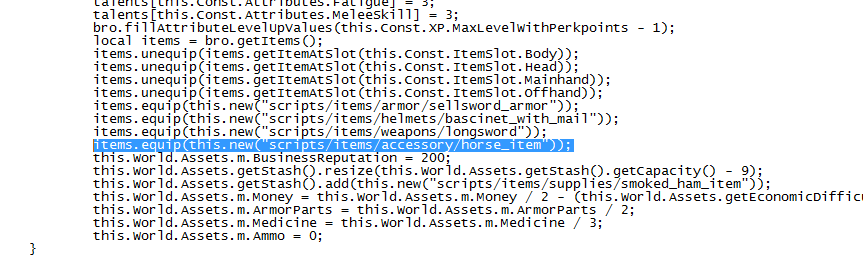 talents[this.Const.Attributes.Fatigue] = 3;
talents[this.Const.Attributes.MeleeSkill] = 3;
bro.fillAttributeLevelUpValues(this.Const.XP.MaxLevelWithPerkpoints - 1);
local items = bro.getItems();
items.unequip(items.getItemAtSlot(this.Const.ItemSlot.Body));
items.unequip(items.getItemAtSlot(this.Const.ItemSlot.Head));
items.unequip(items.getItemAtSlot(this.Const.ItemSlot.Mainhand));
items.unequip(items.getItemAtSlot(this.Const.ItemSlot.Offhand));
items.equip(this.new("scripts/items/armor/sellsword_armor"));
items.equip(this.new("scripts/items/helmets/bascinet_with_mail"));
items.equip(this.new("scripts/items/weapons/longsword"));
items.equip(this.new("scripts/items/accessory/horse_item"));
this.World.Assets.m.BusinessReputation = 200;
this.World.Assets.getStash().resize(this.World.Assets.getStash().getCapacity() - 9);
this.World.Assets.getStash().add(this.new("scripts/items/supplies/smoked_ham_item"));
this.World.Assets.m.Money = this.World.Assets.m.Money / 2 - (this.World.Assets.getEconomicDifficu
this.World.Assets.m.ArmorParts = this.World.Assets.m.ArmorParts / 2;
this.World.Assets.m.Medicine = this.World.Assets.m.Medicine / 3;
this.World.Assets.m.Ammo = 0;
}